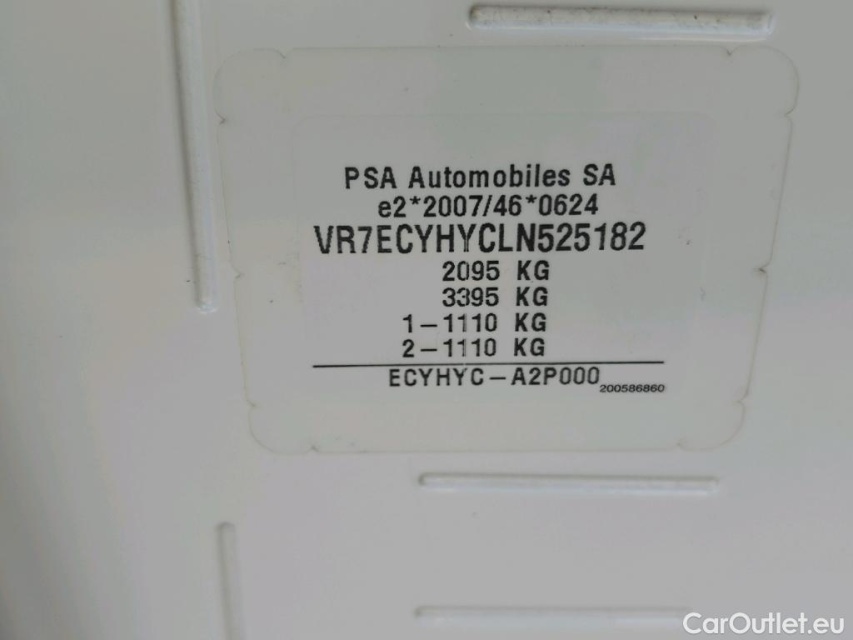 PSA Automobiles SA
e2*2007/46*0624
VR7ECYHYCLN525182
2095 KG
3395 KG
1-1110 KG
2-1110 KG
ECYHYC-A2P000
200586860
CarOutlet.eu